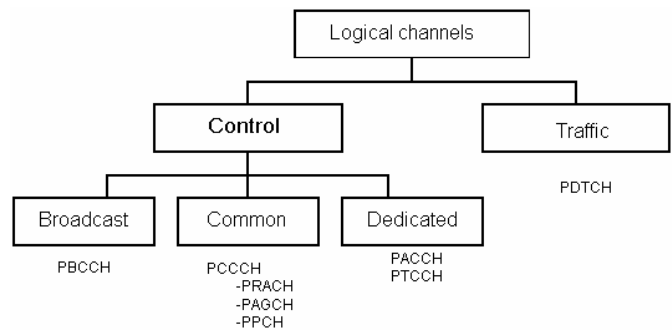 Logical channels
Control
Traffic
PDTCH
Broadcast
Common
Dedicated
PBCCH
PCCCH
-PRACH
-PAGCH
-PPCH
PACCH
PTCCH